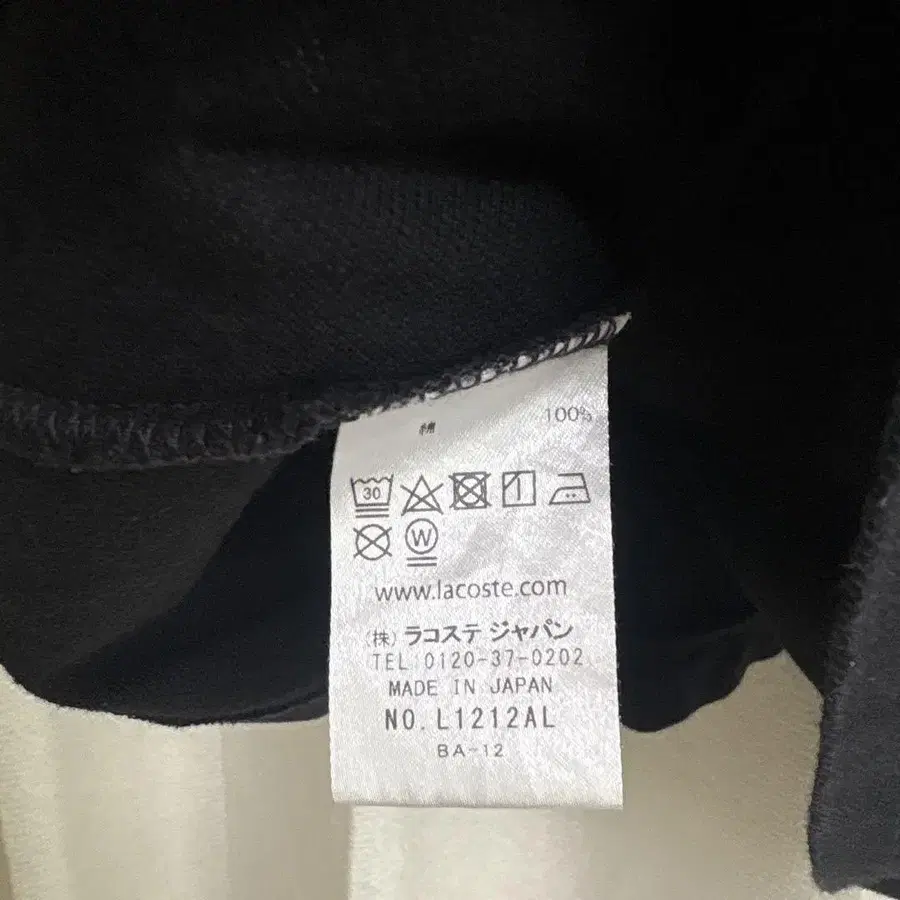 綿 100%
30
W
www.lacoste.com
(株) ラコステ ジャパン
TEL:0120-37-0202
MADE IN JAPAN
NO. L1212AL
BA-12